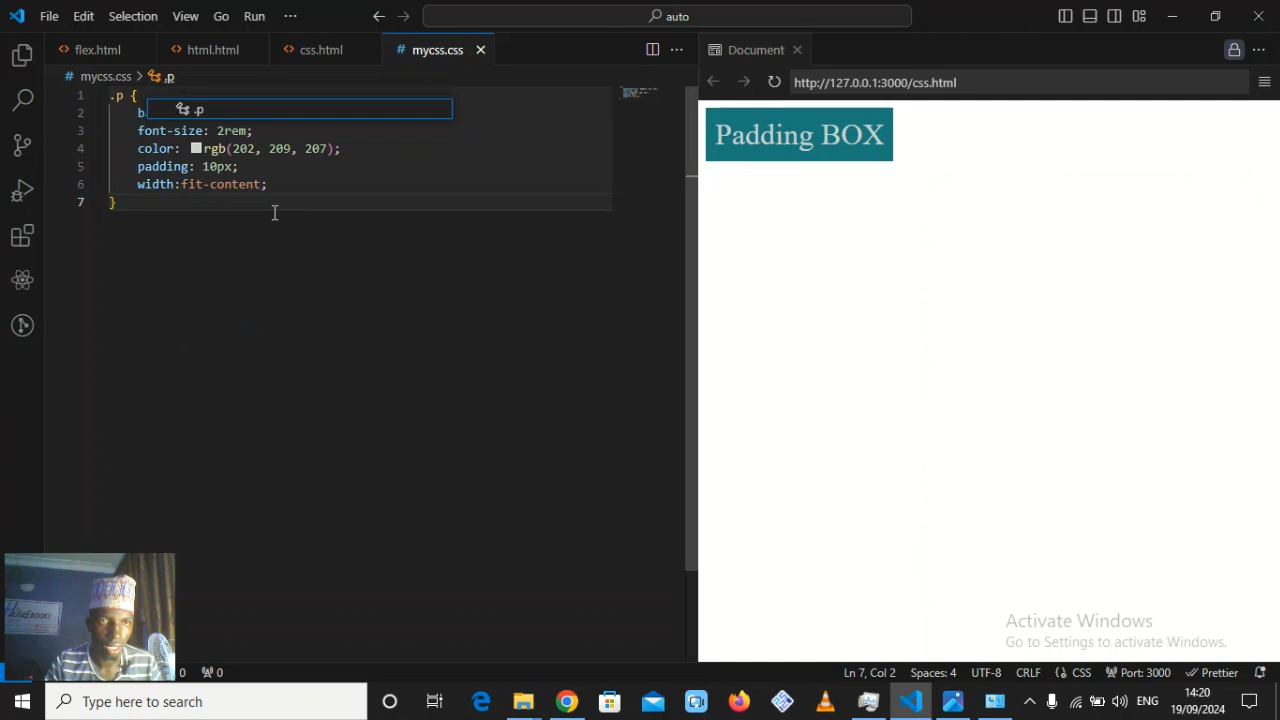 File Edit Selection View Go Run ··· auto
flex.html html.html css.html # mycss.css Document
# mycss.css > .p
http://127.0.0.1:3000/css.html
1 .p {
.p
2 b
3 font-size: 2rem;
4 color: rgb(202, 209, 207);
5 padding: 10px;
6 width:fit-content;
7 }
Padding BOX
Activate Windows
Go to Settings to activate Windows.
0 0 Ln 7, Col 2 Spaces: 4 UTF-8 CRLF {} CSS Port: 3000 Prettier
Type here to search ENG 14:20
19/09/2024